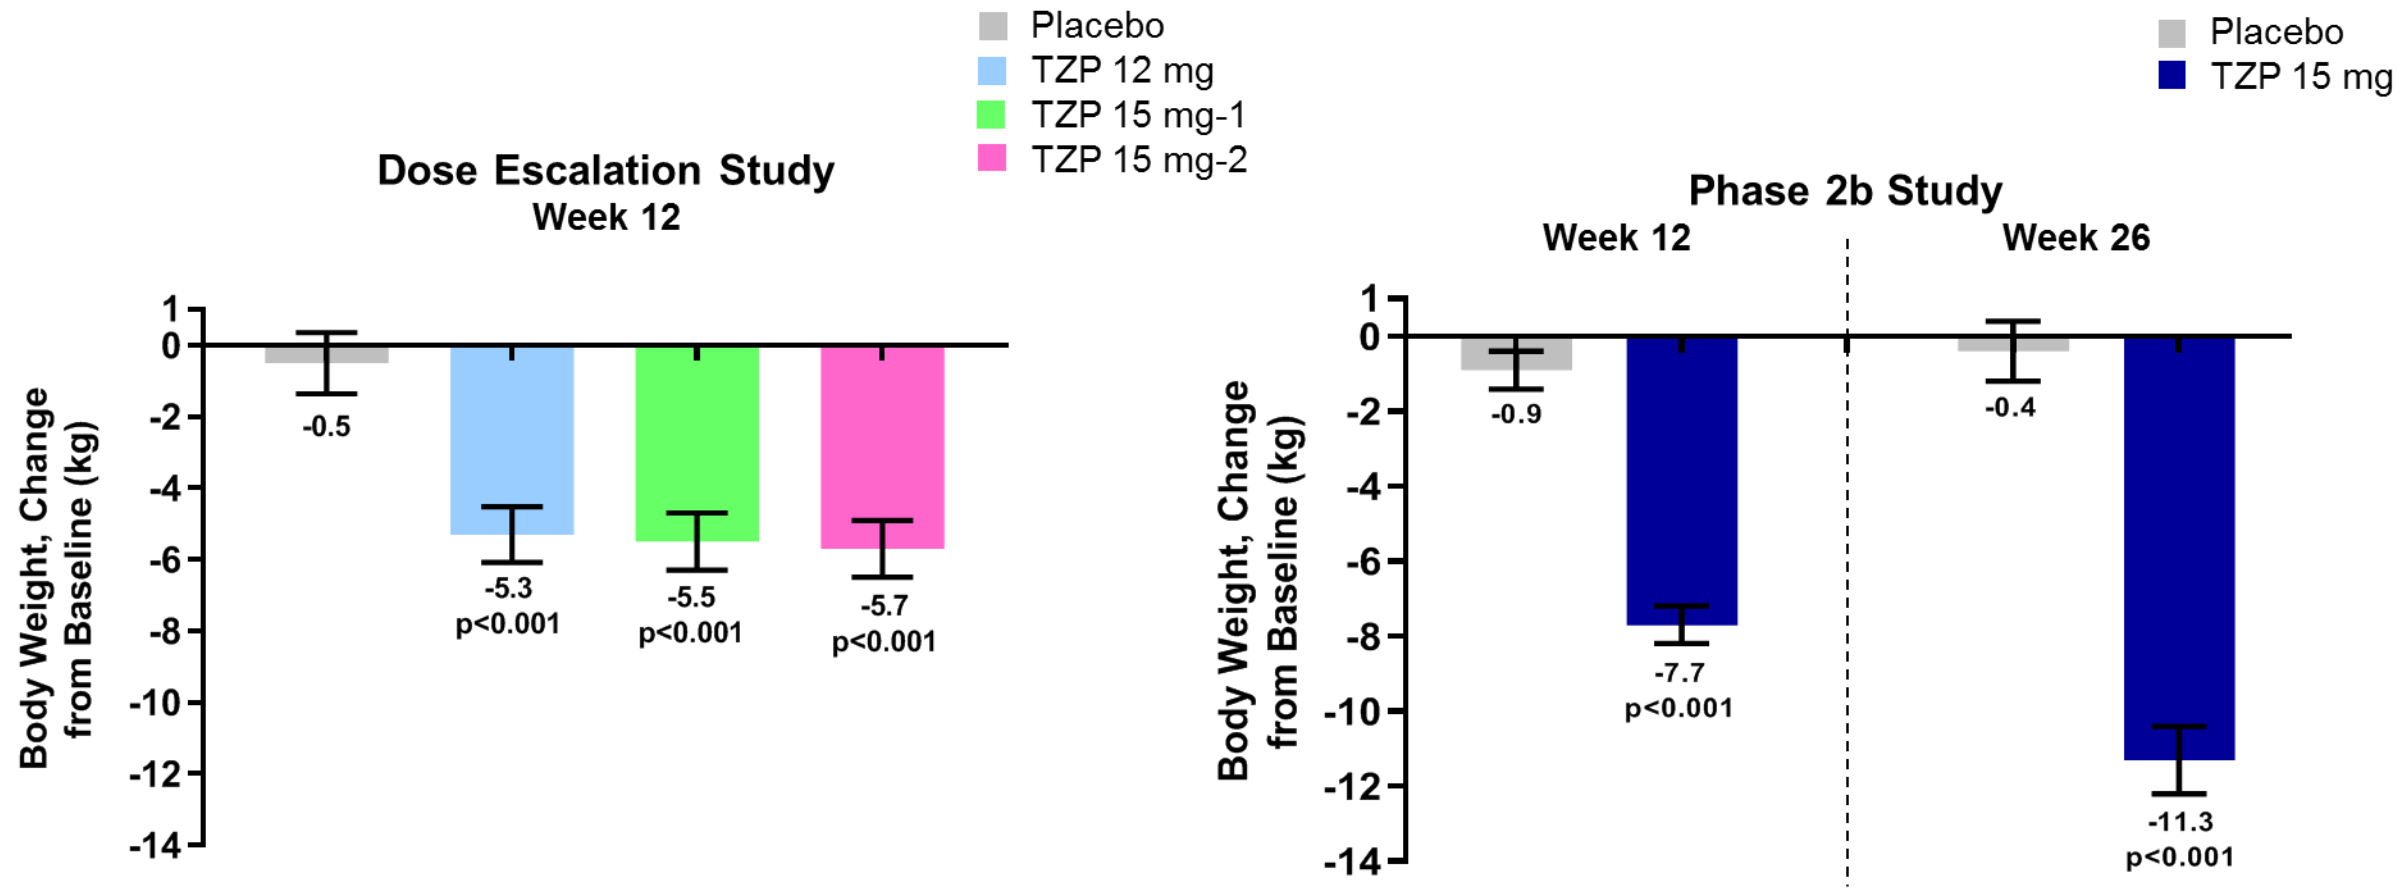 Placebo
TZP 12 mg
TZP 15 mg-1
TZP 15 mg-2
Dose Escalation Study
Week 12
Body Weight, Change
from Baseline (kg)
1
0
-2
-4
-6
-8
-10
-12
-14
-0.5
-5.3
p<0.001
-5.5
p<0.001
-5.7
p<0.001
Placebo
TZP 15 mg
Phase 2b Study
Week 12
Week 26
Body Weight, Change
from Baseline (kg)
1
0
-2
-4
-6
-8
-10
-12
-14
-0.9
-7.7
p<0.001
-0.4
-11.3
p<0.001